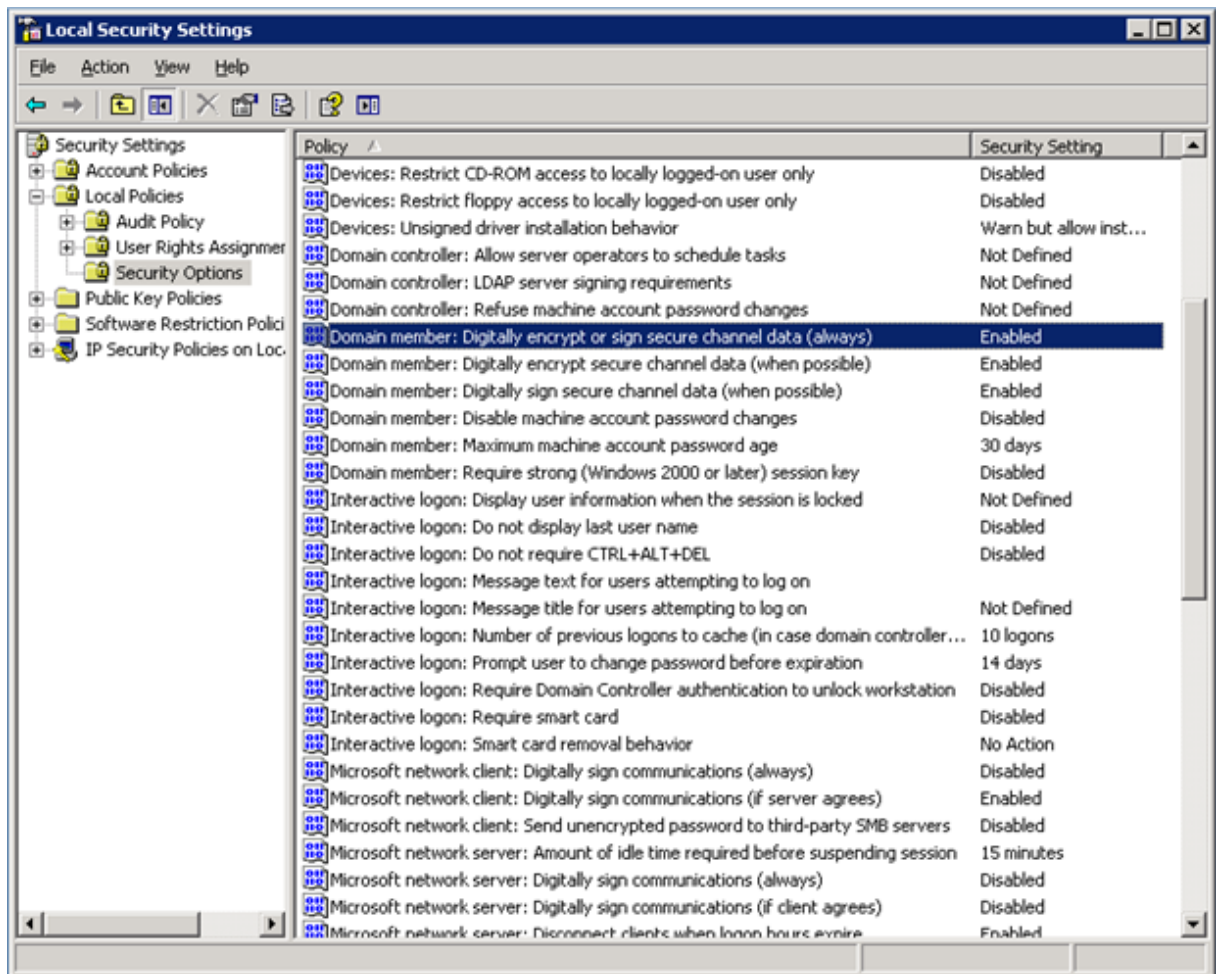 Local Security Settings
File Action View Help
Security Settings
Account Policies
Local Policies
Audit Policy
User Rights Assignmer
Security Options
Public Key Policies
Software Restriction Polici
IP Security Policies on Loc
Policy Security Setting
Devices: Restrict CD-ROM access to locally logged-on user only Disabled
Devices: Restrict floppy access to locally logged-on user only Disabled
Devices: Unsigned driver installation behavior Warn but allow inst...
Domain controller: Allow server operators to schedule tasks Not Defined
Domain controller: LDAP server signing requirements Not Defined
Domain controller: Refuse machine account password changes Not Defined
Domain member: Digitally encrypt or sign secure channel data (always) Enabled
Domain member: Digitally encrypt secure channel data (when possible) Enabled
Domain member: Digitally sign secure channel data (when possible) Enabled
Domain member: Disable machine account password changes Disabled
Domain member: Maximum machine account password age 30 days
Domain member: Require strong (Windows 2000 or later) session key Disabled
Interactive logon: Display user information when the session is locked Not Defined
Interactive logon: Do not display last user name Disabled
Interactive logon: Do not require CTRL+ALT+DEL Disabled
Interactive logon: Message text for users attempting to log on
Interactive logon: Message title for users attempting to log on Not Defined
Interactive logon: Number of previous logons to cache (in case domain controller... 10 logons
Interactive logon: Prompt user to change password before expiration 14 days
Interactive logon: Require Domain Controller authentication to unlock workstation Disabled
Interactive logon: Require smart card Disabled
Interactive logon: Smart card removal behavior No Action
Microsoft network client: Digitally sign communications (always) Disabled
Microsoft network client: Digitally sign communications (if server agrees) Enabled
Microsoft network client: Send unencrypted password to third-party SMB servers Disabled
Microsoft network server: Amount of idle time required before suspending session 15 minutes
Microsoft network server: Digitally sign communications (always) Disabled
Microsoft network server: Digitally sign communications (if client agrees) Disabled
Microsoft network server: Disconnect clients when logon hours expire Enabled